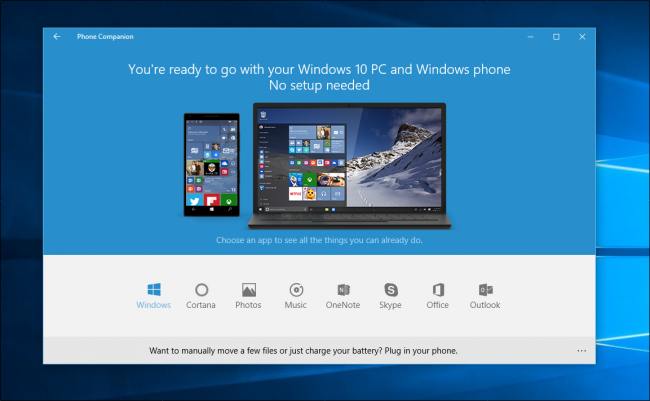 Phone Companion
You're ready to go with your Windows 10 PC and Windows phone
No setup needed
Choose an app to see all the things you can already do.
Windows
Cortana
Photos
Music
OneNote
Skype
Office
Outlook
Want to manually move a few files or just charge your battery? Plug in your phone.